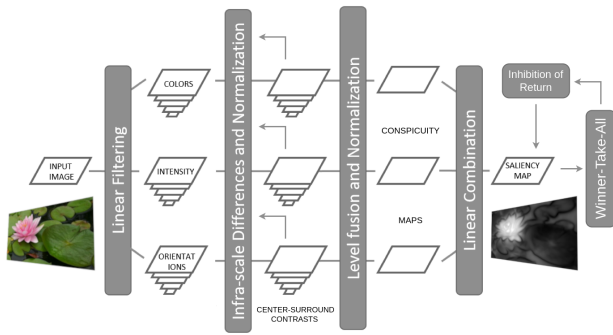 INPUT
IMAGE
Linear Filtering
COLORS
INTENSITY
ORIENTAT
IONS
Infra-scale Differences and Normalization
CENTER-SURROUND
CONTRASTS
Level fusion and Normalization
CONSPICUITY
MAPS
Linear Combination
Inhibition of
Return
SALIENCY
MAP
Winner-Take-All